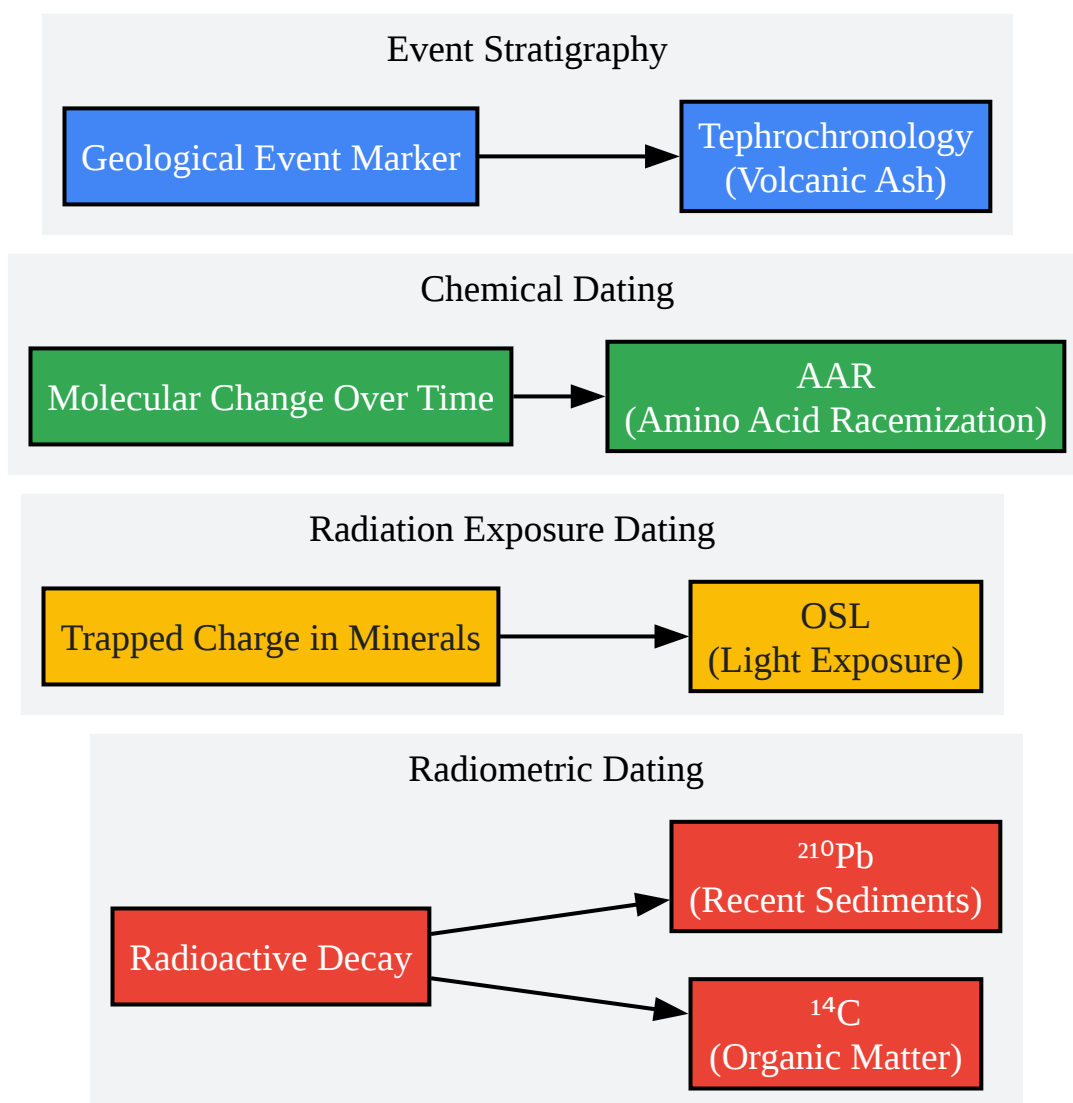 Event Stratigraphy
Geological Event Marker
Tephrochronology
(Volcanic Ash)
Chemical Dating
Molecular Change Over Time
AAR
(Amino Acid Racemization)
Radiation Exposure Dating
Trapped Charge in Minerals
OSL
(Light Exposure)
Radiometric Dating
Radioactive Decay
²¹⁰Pb
(Recent Sediments)
¹⁴C
(Organic Matter)